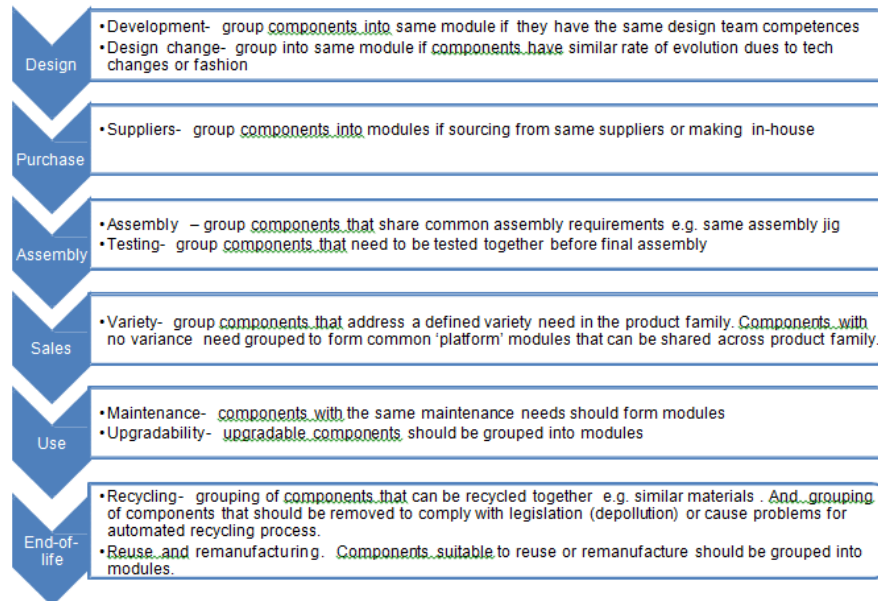 Design
•Development- group components into same module if they have the same design team competences
•Design change- group into same module if components have similar rate of evolution dues to tech
changes or fashion
Purchase
•Suppliers- group components into modules if sourcing from same suppliers or making in-house
Assembly
•Assembly – group components that share common assembly requirements e.g. same assembly jig
•Testing- group components that need to be tested together before final assembly
Sales
•Variety- group components that address a defined variety need in the product family. Components with
no variance need grouped to form common ‘platform’ modules that can be shared across product family.
Use
•Maintenance- components with the same maintenance needs should form modules
•Upgradability- upgradable components should be grouped into modules
End-of-
life
•Recycling- grouping of components that can be recycled together e.g. similar materials . And grouping
of components that should be removed to comply with legislation (depollution) or cause problems for
automated recycling process.
•Reuse and remanufacturing. Components suitable to reuse or remanufacture should be grouped into
modules.